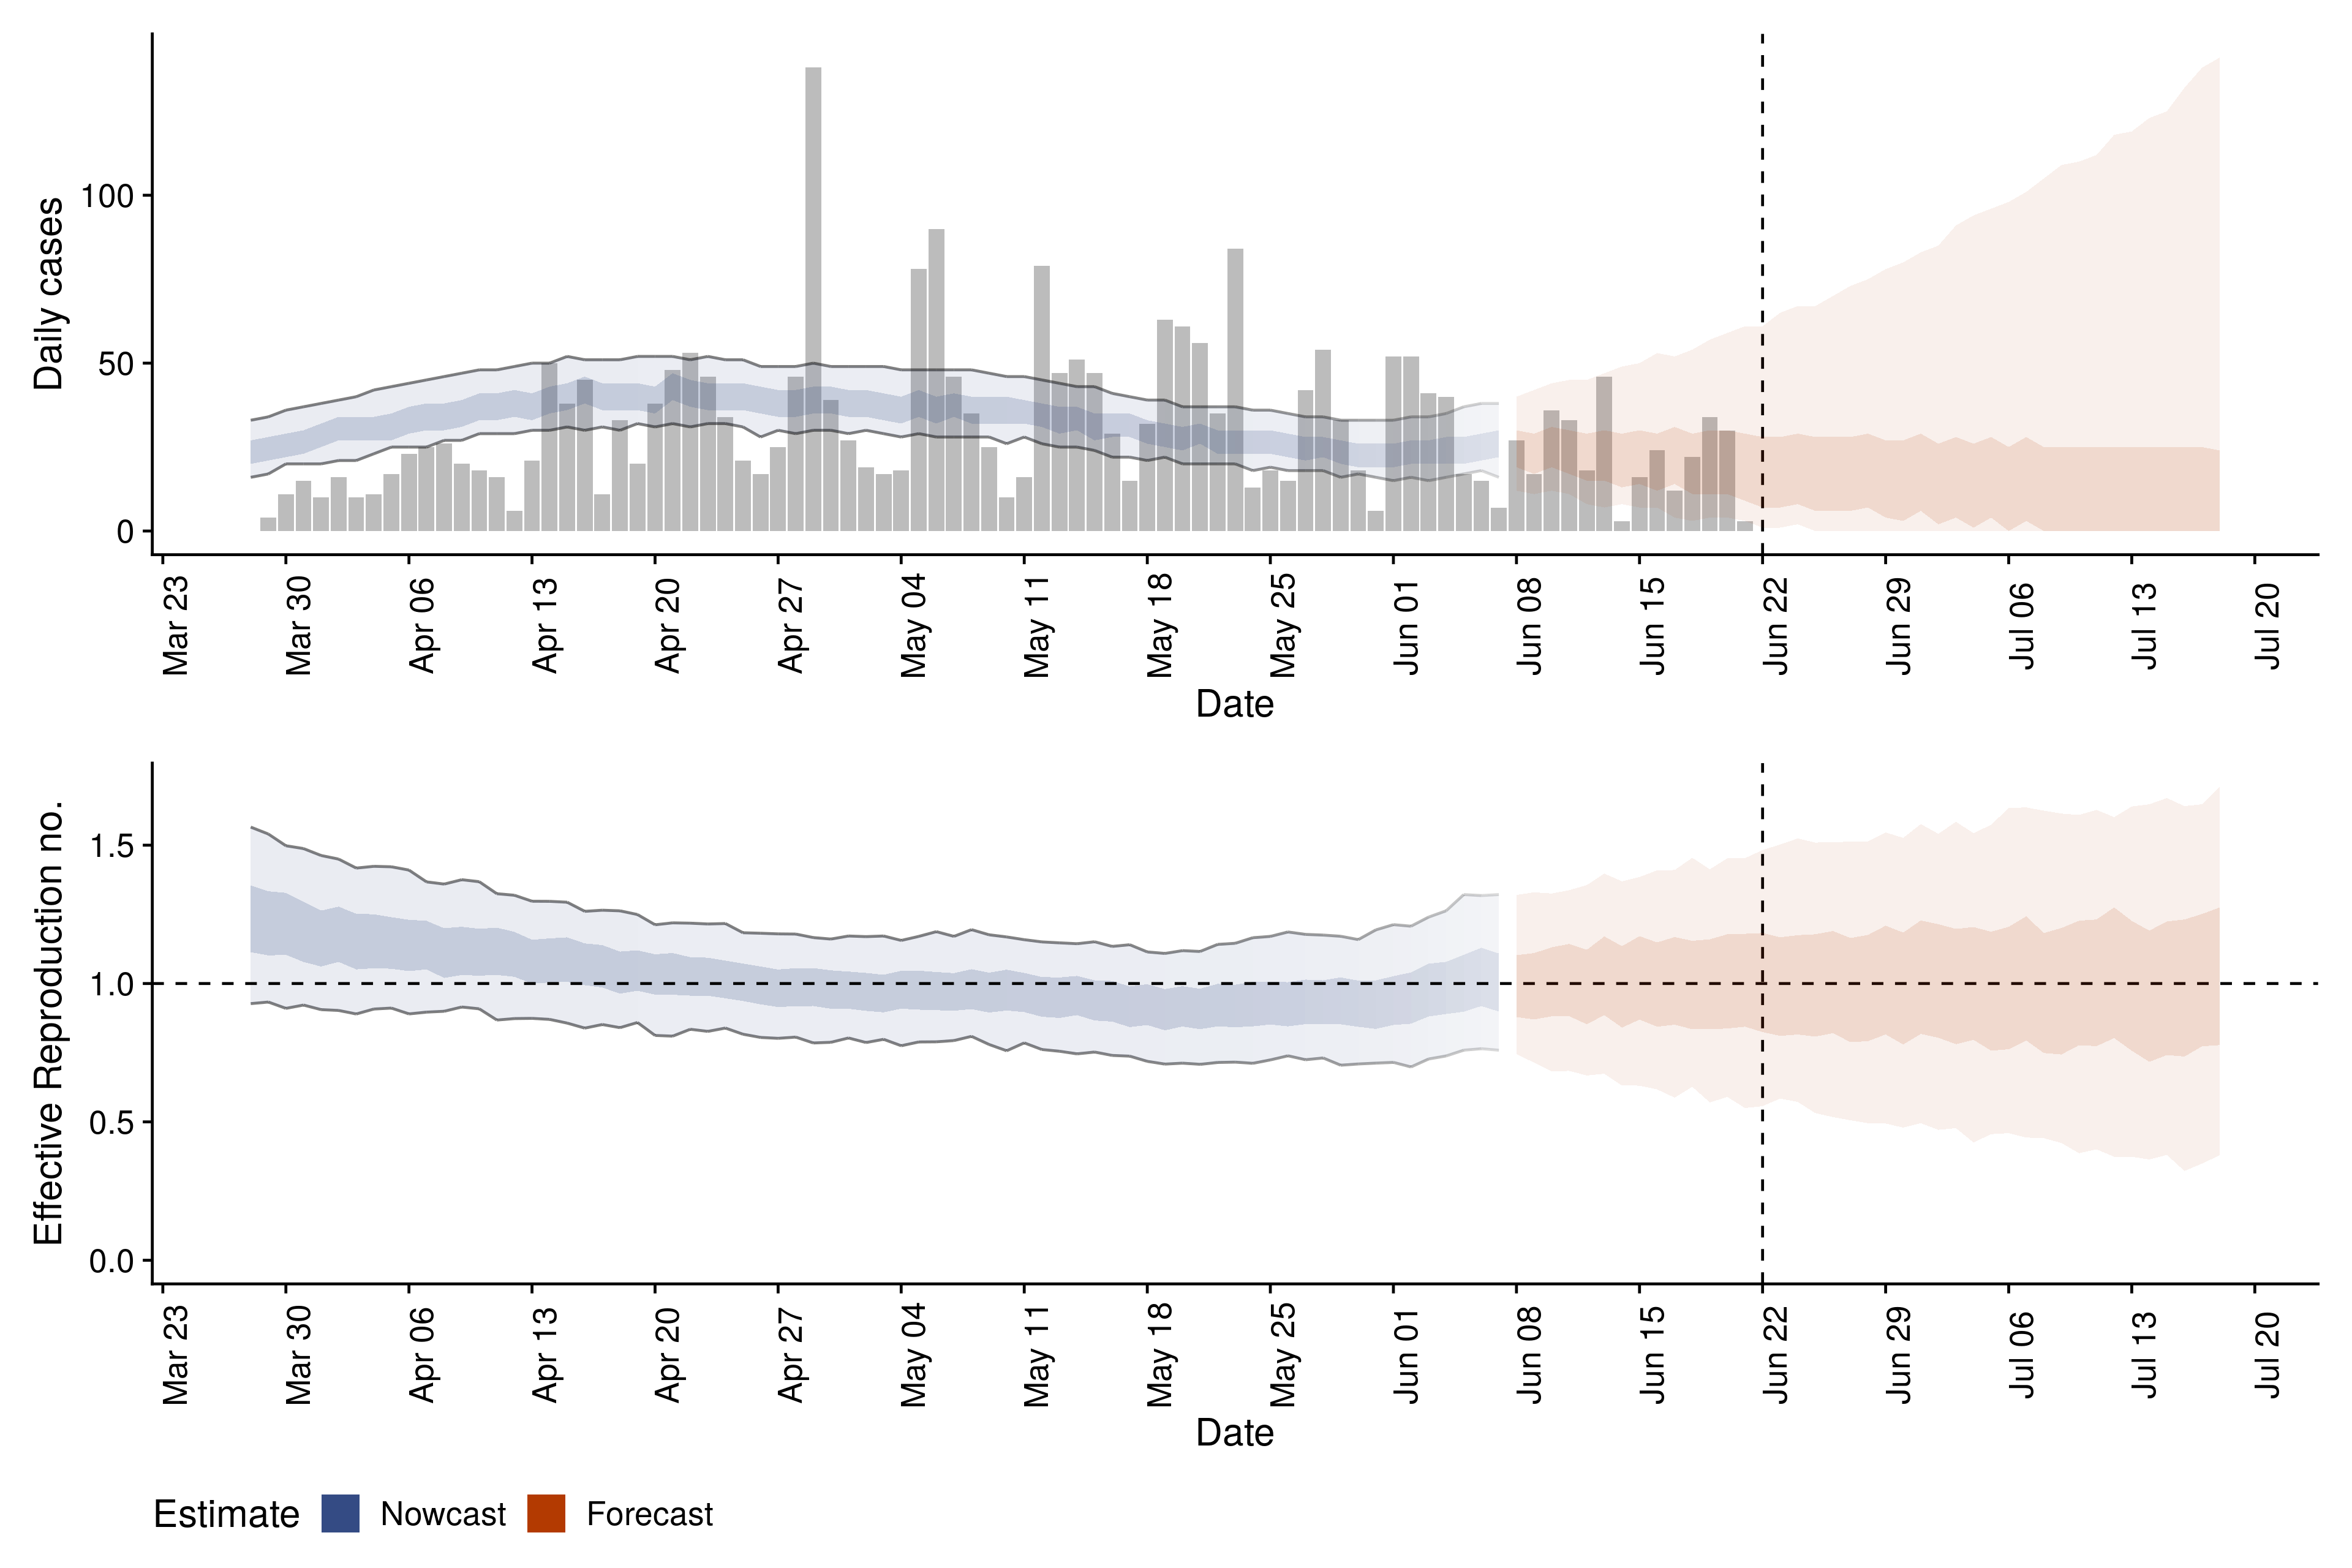 Daily cases
100
50
0
Mar 23 Mar 30 Apr 06 Apr 13 Apr 20 Apr 27 May 04 May 11 May 18 May 25 Jun 01 Jun 08 Jun 15 Jun 22 Jun 29 Jul 06 Jul 13 Jul 20
Date
Effective Reproduction no.
1.5
1.0
0.5
0.0
Mar 23 Mar 30 Apr 06 Apr 13 Apr 20 Apr 27 May 04 May 11 May 18 May 25 Jun 01 Jun 08 Jun 15 Jun 22 Jun 29 Jul 06 Jul 13 Jul 20
Date
Estimate Nowcast Forecast